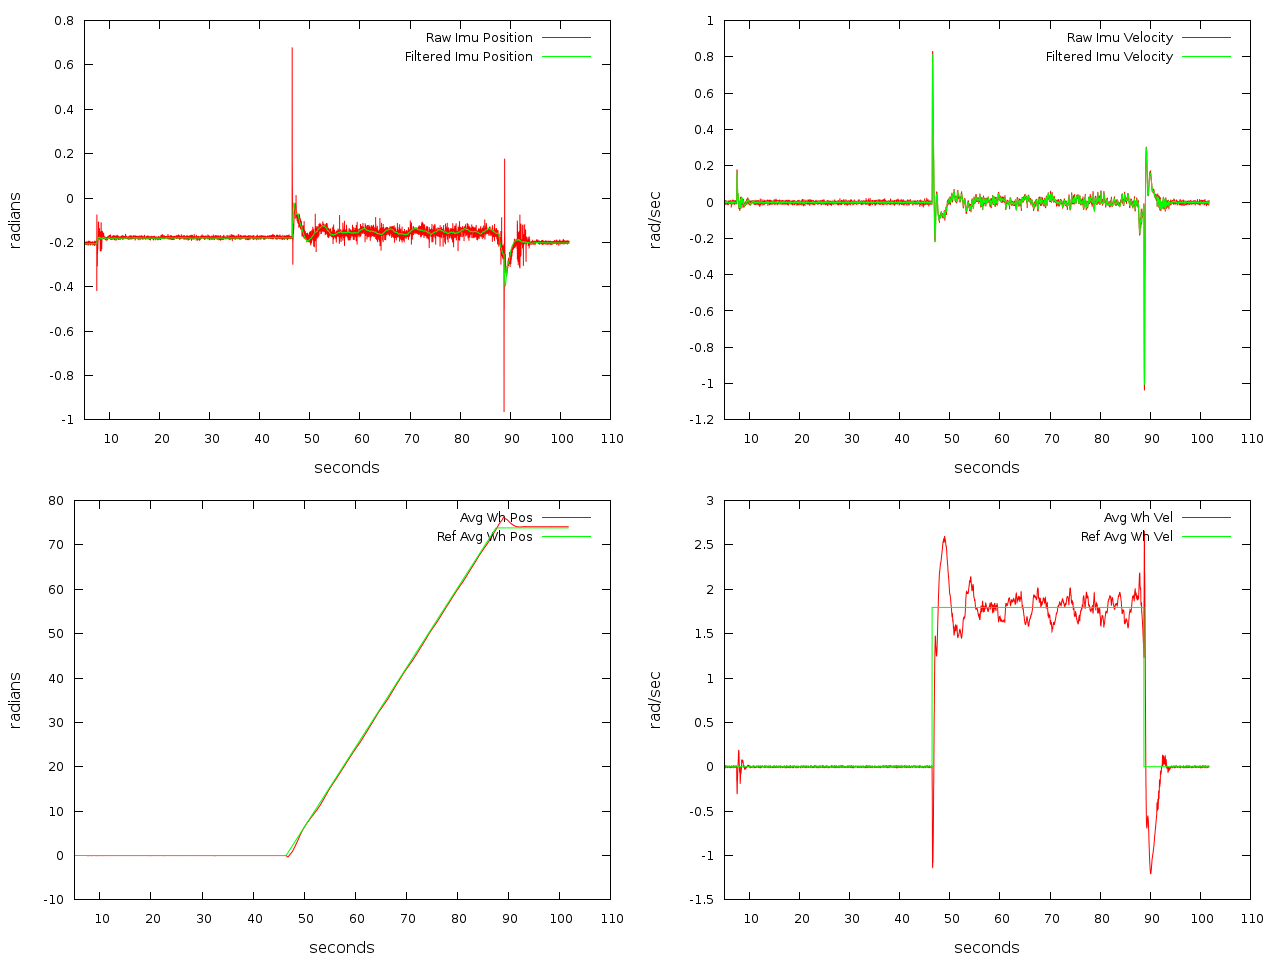 0.8
0.6
0.4
0.2
0
-0.2
-0.4
-0.6
-0.8
-1
10 20 30 40 50 60 70 80 90 100 110
seconds
radians
Raw Imu Position
Filtered Imu Position
1
0.8
0.6
0.4
0.2
0
-0.2
-0.4
-0.6
-0.8
-1
-1.2
10 20 30 40 50 60 70 80 90 100 110
seconds
rad/sec
Raw Imu Velocity
Filtered Imu Velocity
80
70
60
50
40
30
20
10
0
-10
10 20 30 40 50 60 70 80 90 100 110
seconds
radians
Avg Wh Pos
Ref Avg Wh Pos
3
2.5
2
1.5
1
0.5
0
-0.5
-1
-1.5
10 20 30 40 50 60 70 80 90 100 110
seconds
rad/sec
Avg Wh Vel
Ref Avg Wh Vel